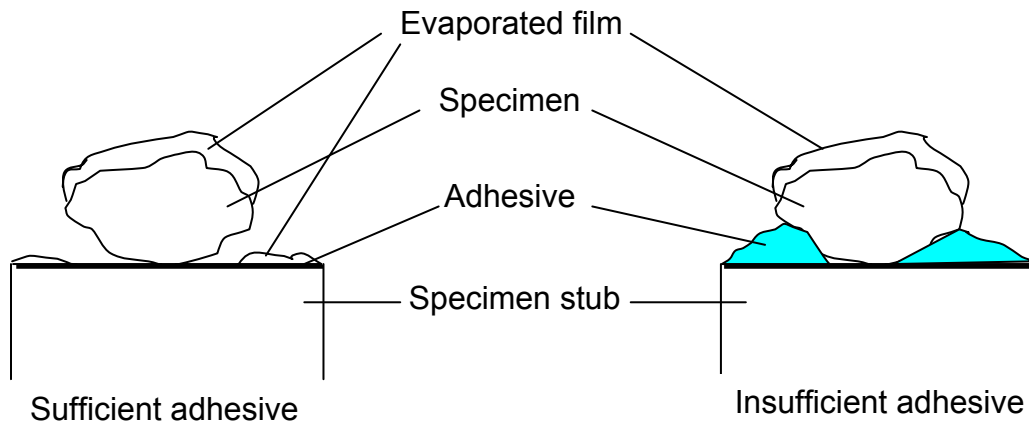 Evaporated film
Specimen
Adhesive
Specimen stub
Sufficient adhesive
Insufficient adhesive